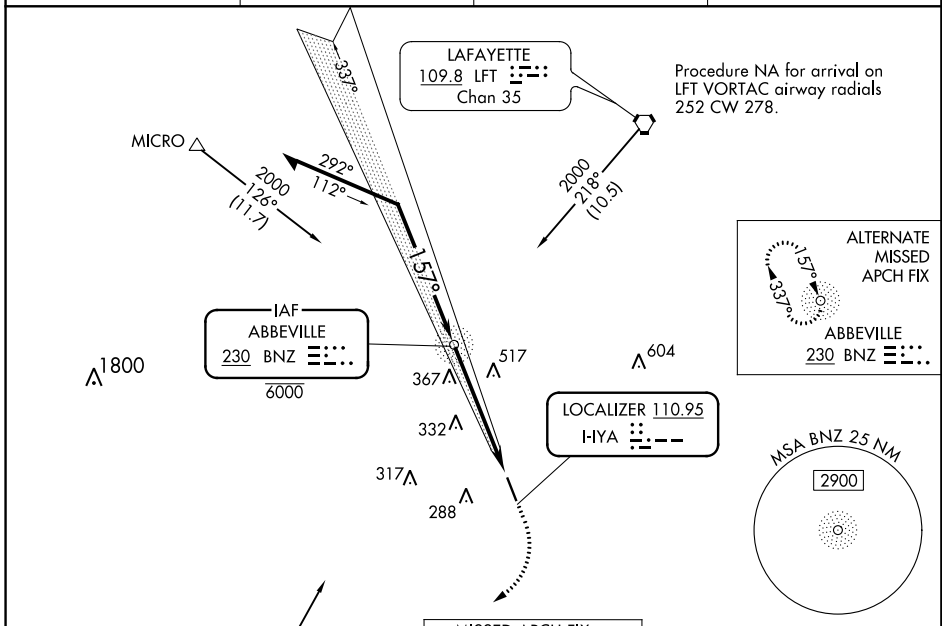 LAFAYETTE
109.8 LFT
Chan 35
Procedure NA for arrival on
LFT VORTAC airway radials
252 CW 278.
337°
MICRO
2000
126°
(11.7)
292°
112°
2000
218°
(10.5)
157°
ALTERNATE
MISSED
APCH FIX
157°
337°
ABBEVILLE
230 BNZ
IAF
ABBEVILLE
230 BNZ
6000
1800
517
604
367
332
317
288
LOCALIZER 110.95
I-IYA
MSA BNZ 25 NM
2900
MISSED APCH FIX